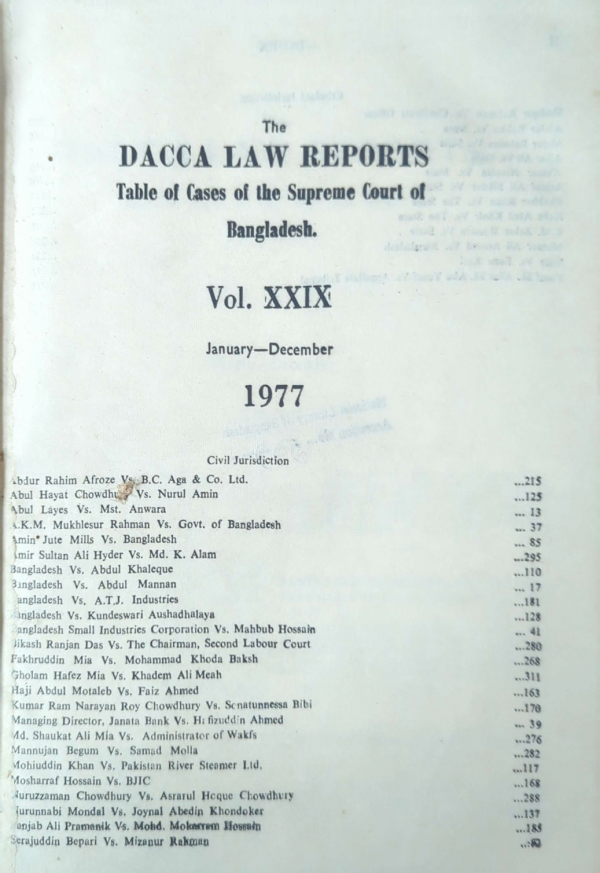 The
DACCA LAW REPORTS
Table of Cases of the Supreme Court of
Bangladesh.
Vol. XXIX
January—December
1977
Civil Jurisdiction
Abdur Rahim Afroze Vs. B.C. Aga & Co. Ltd. ...215
Abul Hayat Chowdhury Vs. Nurul Amin ...125
Abul Layes Vs. Mst. Anwara ... 13
A.K.M. Mukhlesur Rahman Vs. Govt. of Bangladesh ... 37
Amin Jute Mills Vs. Bangladesh ... 85
Amir Sultan Ali Hyder Vs. Md. K. Alam ...295
Bangladesh Vs. Abdul Khaleque ...110
Bangladesh Vs. Abdul Mannan ... 17
Bangladesh Vs. A.T.J. Industries ...181
Bangladesh Vs. Kundeswari Aushadhalaya ...128
Bangladesh Small Industries Corporation Vs. Mahbub Hossain ... 41
Bikash Ranjan Das Vs. The Chairman, Second Labour Court ...280
Fakhruddin Mia Vs. Mohammad Khoda Baksh ...268
Gholam Hafez Mia Vs. Khadem Ali Meah ...311
Haji Abdul Motaleb Vs. Faiz Ahmed ...163
Kumar Ram Narayan Roy Chowdhury Vs. Sonatunnessa Bibi ...170
Managing Director, Janata Bank Vs. Hafizuddin Ahmed ... 39
Md. Shaukat Ali Mia Vs. Administrator of Wakfs ...276
Mannujan Begum Vs. Samad Molla ...282
Mohiuddin Khan Vs. Pakistan River Steamer Ltd. ...117
Mosharraf Hossain Vs. BJIC ...168
Nuruzzaman Chowdhury Vs. Asrarul Hoque Chowdhury ...288
Nurunnabi Mondal Vs. Joynal Abedin Khondoker ...137
Panjab Ali Pramanik Vs. Mohd. Mokarram Hossain ...185
Serajuddin Bepari Vs. Mizanur Rahman ... 82